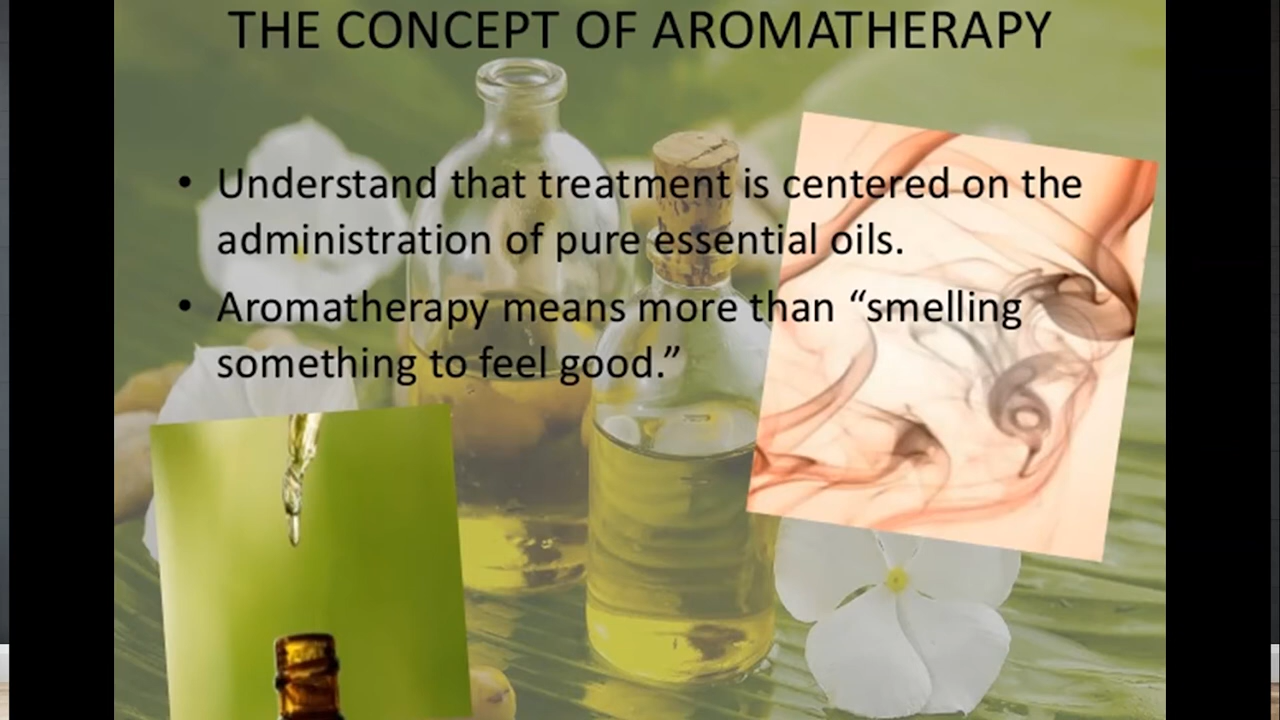 THE CONCEPT OF AROMATHERAPY
• Understand that treatment is centered on the
administration of pure essential oils.
• Aromatherapy means more than “smelling
something to feel good.”